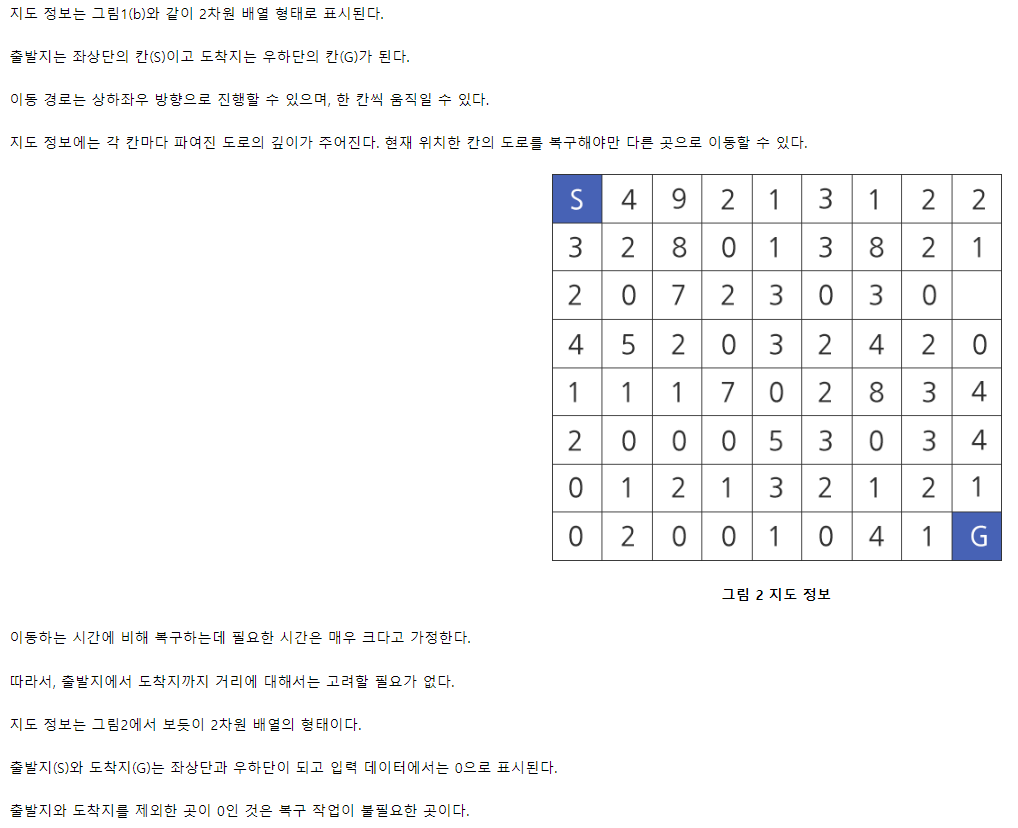 지도 정보는 그림1(b)와 같이 2차원 배열 형태로 표시된다.
출발지는 좌상단의 칸(S)이고 도착지는 우하단의 칸(G)가 된다.
이동 경로는 상하좌우 방향으로 진행할 수 있으며, 한 칸씩 움직일 수 있다.
지도 정보에는 각 칸마다 파여진 도로의 깊이가 주어진다. 현재 위치한 칸의 도로를 복구해야만 다른 곳으로 이동할 수 있다.
S 4 9 2 1 3 1 2 2
3 2 8 0 1 3 8 2 1
2 0 7 2 3 0 3 0
4 5 2 0 3 2 4 2 0
1 1 1 7 0 2 8 3 4
2 0 0 0 5 3 0 3 4
0 1 2 1 3 2 1 2 1
0 2 0 0 1 0 4 1 G
그림 2 지도 정보
이동하는 시간에 비해 복구하는데 필요한 시간은 매우 크다고 가정한다.
따라서, 출발지에서 도착지까지 거리에 대해서는 고려할 필요가 없다.
지도 정보는 그림2에서 보듯이 2차원 배열의 형태이다.
출발지(S)와 도착지(G)는 좌상단과 우하단이 되고 입력 데이터에서는 0으로 표시된다.
출발지와 도착지를 제외한 곳이 0인 것은 복구 작업이 불필요한 곳이다.